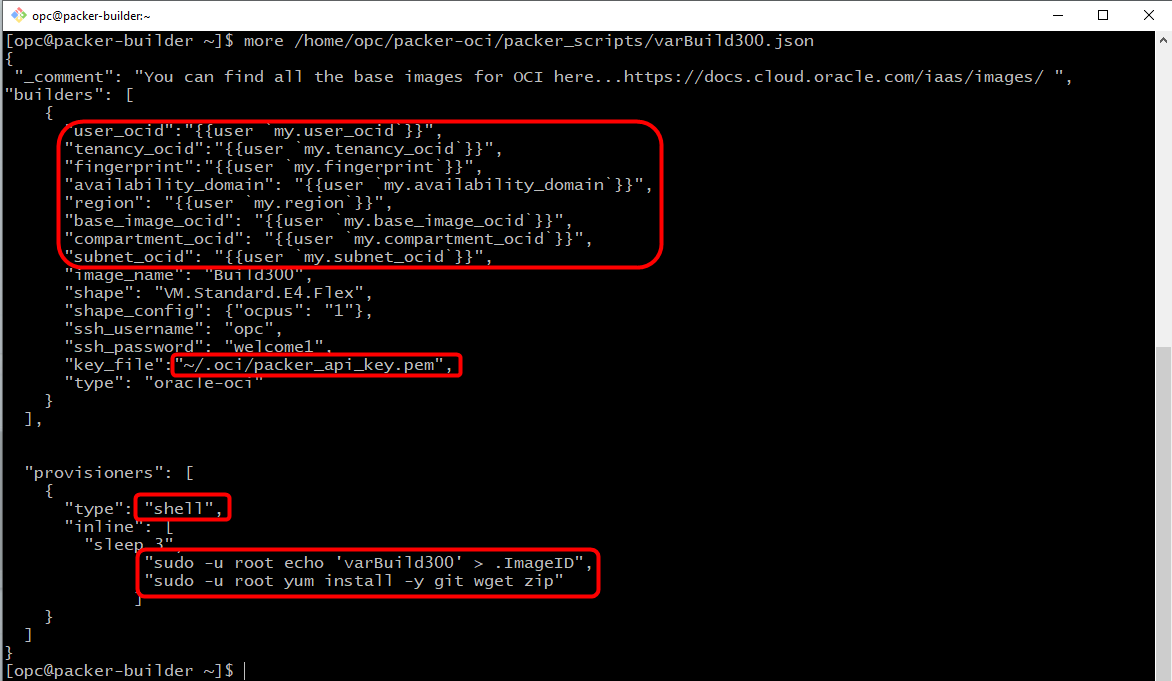 opc@packer-builder:~
[opc@packer-builder ~]$ more /home/opc/packer-oci/packer_scripts/varBuild300.json
{
"_comment": "You can find all the base images for OCI here...https://docs.cloud.oracle.com/iaas/images/ ",
"builders": [
{
"user_ocid":"{{user `my.user_ocid`}}",
"tenancy_ocid":"{{user `my.tenancy_ocid`}}",
"fingerprint":"{{user `my.fingerprint`}}",
"availability_domain": "{{user `my.availability_domain`}}",
"region": "{{user `my.region`}}",
"base_image_ocid": "{{user `my.base_image_ocid`}}",
"compartment_ocid": "{{user `my.compartment_ocid`}}",
"subnet_ocid": "{{user `my.subnet_ocid`}}",
"image_name": "Build300",
"shape": "VM.Standard.E4.Flex",
"shape_config": {"ocpus": "1"},
"ssh_username": "opc",
"ssh_password": "welcome1",
"key_file":"~/.oci/packer_api_key.pem",
"type": "oracle-oci"
}
],
"provisioners": [
{
"type": "shell",
"inline": [
"sleep 3",
"sudo -u root echo 'varBuild300' > .ImageID",
"sudo -u root yum install -y git wget zip"
]
}
]
}
[opc@packer-builder ~]$